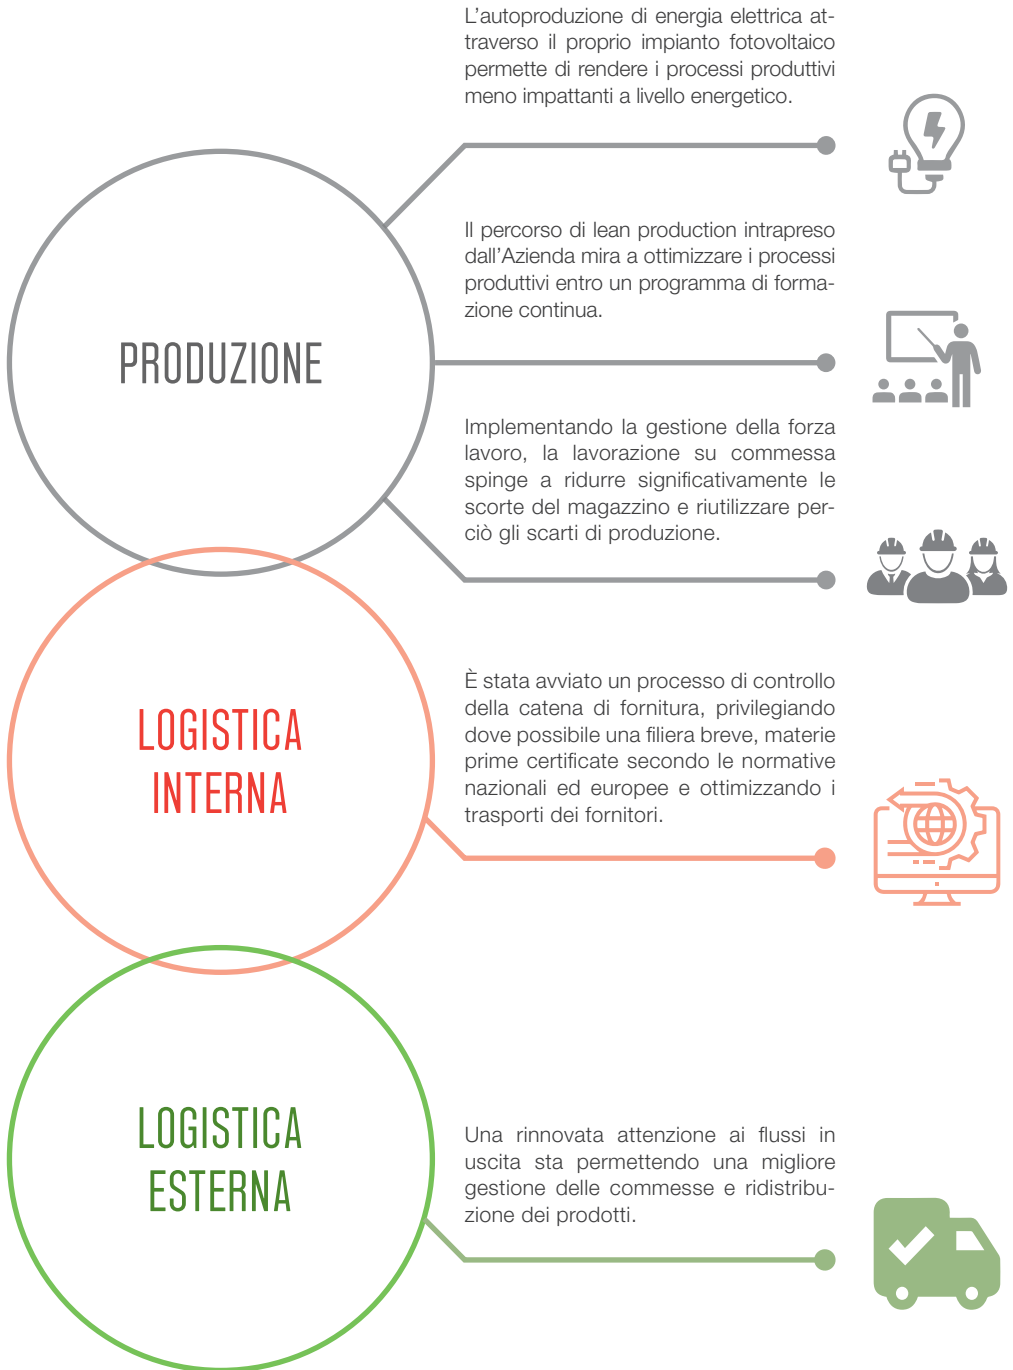 L’autoproduzione di energia elettrica at-
traverso il proprio impianto fotovoltaico
permette di rendere i processi produttivi
meno impattanti a livello energetico.
PRODUZIONE
Il percorso di lean production intrapreso
dall’Azienda mira a ottimizzare i processi
produttivi entro un programma di forma-
zione continua.
Implementando la gestione della forza
lavoro, la lavorazione su commessa
spinge a ridurre significativamente le
scorte del magazzino e riutilizzare per-
ciò gli scarti di produzione.
LOGISTICA
INTERNA
È stata avviato un processo di controllo
della catena di fornitura, privilegiando
dove possibile una filiera breve, materie
prime certificate secondo le normative
nazionali ed europee e ottimizzando i
trasporti dei fornitori.
LOGISTICA
ESTERNA
Una rinnovata attenzione ai flussi in
uscita sta permettendo una migliore
gestione delle commesse e ridistribu-
zione dei prodotti.